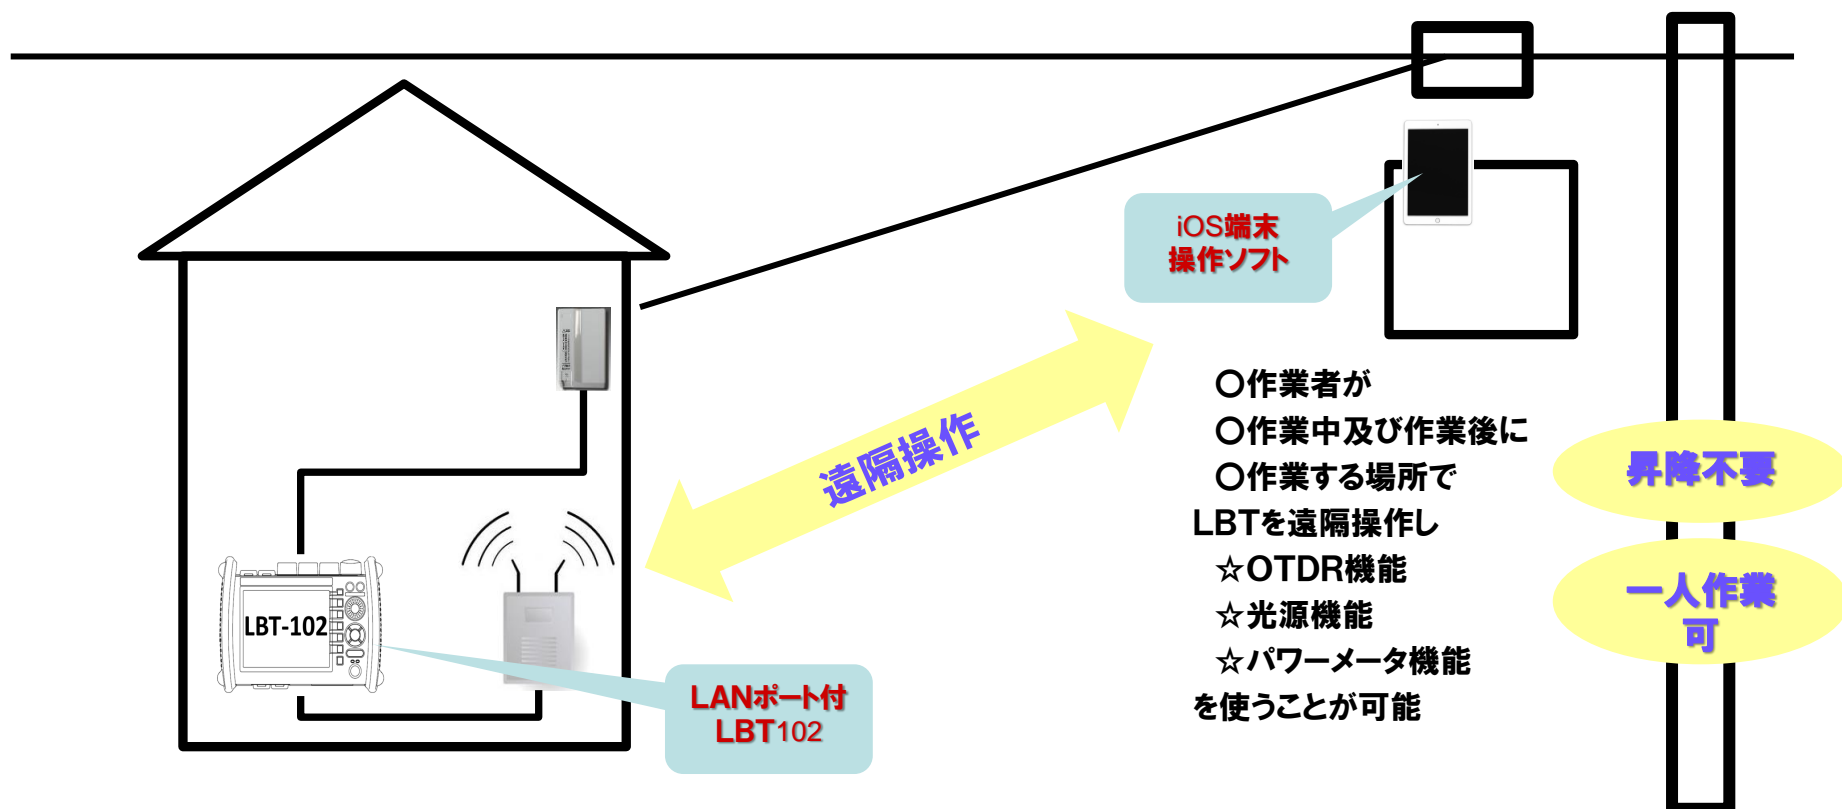 iOS端末
操作ソフト
遠隔操作
〇作業者が
〇作業中及び作業後に
〇作業する場所で
LBTを遠隔操作し
☆OTDR機能
☆光源機能
☆パワーメータ機能
を使うことが可能
昇降不要
一人作業
可
LBT-102
LANポート付
LBT102